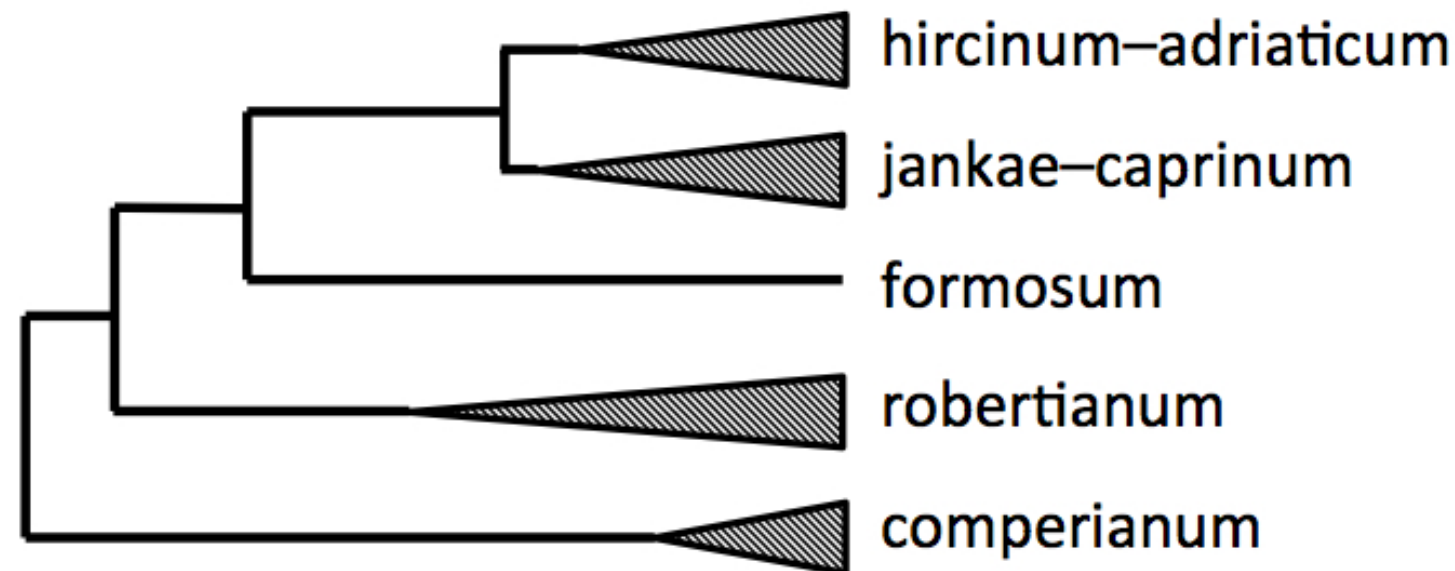 hircinum–adriaticum
jankae–caprinum
formosum
robertianum
comperianum